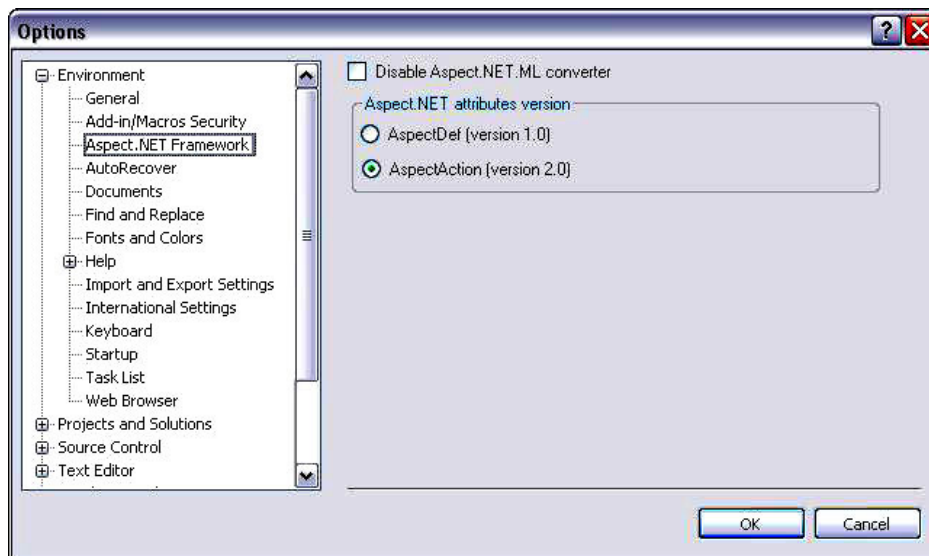 Options
Environment
General
Add-in/Macros Security
Aspect.NET Framework
AutoRecover
Documents
Find and Replace
Fonts and Colors
Help
Import and Export Settings
International Settings
Keyboard
Startup
Task List
Web Browser
Projects and Solutions
Source Control
Text Editor
Disable Aspect.NET.ML converter
Aspect.NET attributes version
AspectDef (version 1.0)
AspectAction (version 2.0)
OK
Cancel